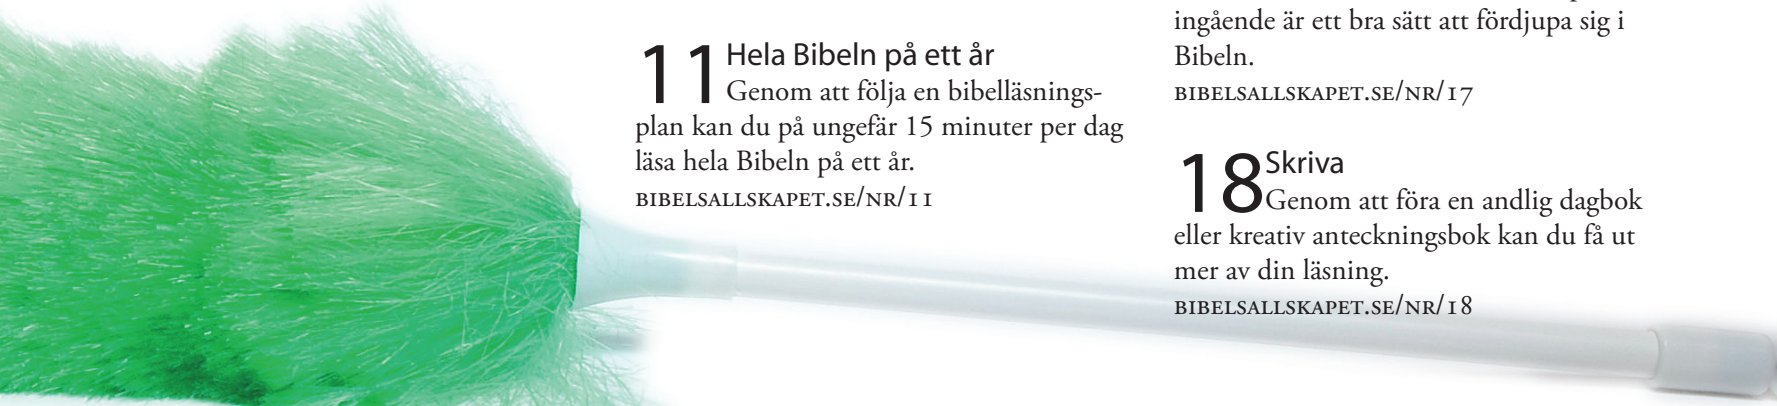 11 Hela Bibeln på ett år
Genom att följa en bibelläsnings-
plan kan du på ungefär 15 minuter per dag
läsa hela Bibeln på ett år.
BIBELSALLSKAPET.SE/NR/11
ingående är ett bra sätt att fördjupa sig i
Bibeln.
BIBELSALLSKAPET.SE/NR/17
18 Skriva
Genom att föra en andlig dagbok
eller kreativ anteckningsbok kan du få ut
mer av din läsning.
BIBELSALLSKAPET.SE/NR/18